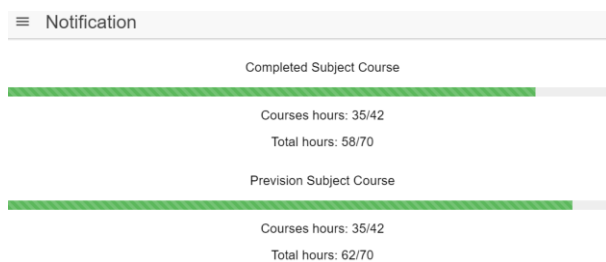 Notification
Completed Subject Course
Courses hours: 35/42
Total hours: 58/70
Prevision Subject Course
Courses hours: 35/42
Total hours: 62/70